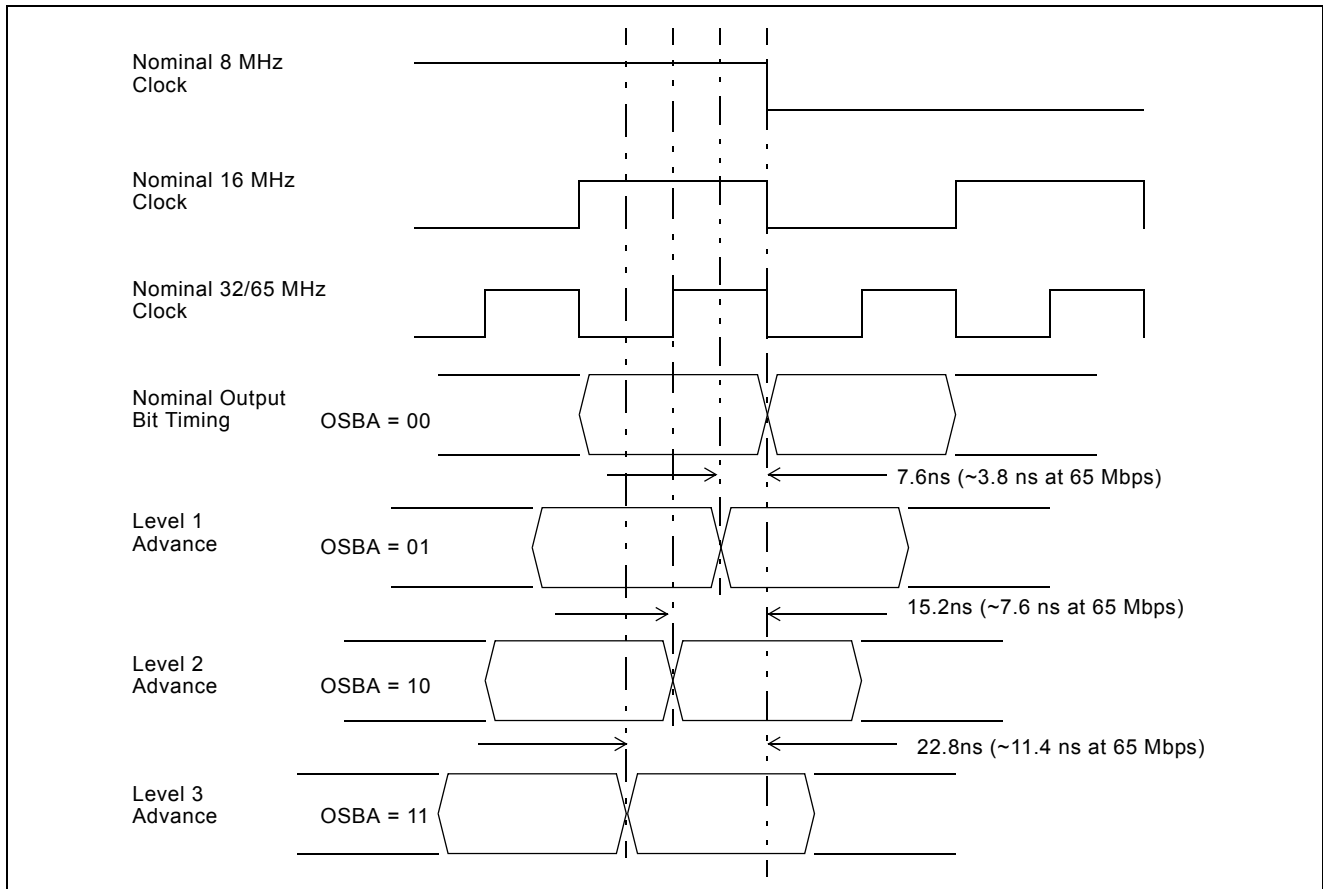 Nominal 8 MHz
Clock
Nominal 16 MHz
Clock
Nominal 32/65 MHz
Clock
Nominal Output
Bit Timing
OSBA = 00
7.6ns (~3.8 ns at 65 Mbps)
Level 1
Advance
OSBA = 01
15.2ns (~7.6 ns at 65 Mbps)
Level 2
Advance
OSBA = 10
22.8ns (~11.4 ns at 65 Mbps)
Level 3
Advance
OSBA = 11